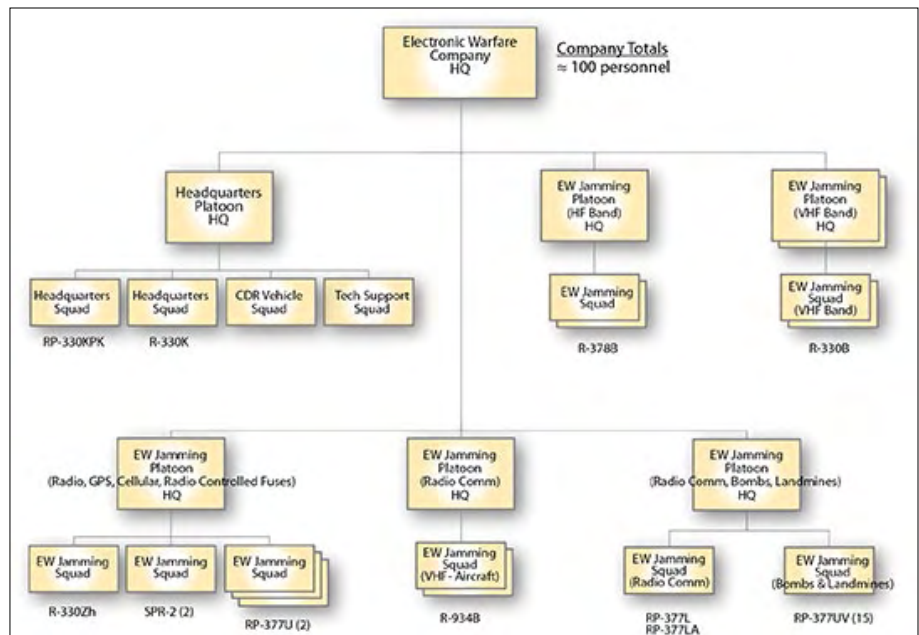 Electronic Warfare
Company
HQ
Company Totals
≈ 100 personnel
Headquarters
Platoon
HQ
EW Jamming
Platoon
(HF Band)
HQ
EW Jamming
Platoon
(VHF Band)
HQ
Headquarters
Squad
Headquarters
Squad
CDR Vehicle
Squad
Tech Support
Squad
EW Jamming
Squad
EW Jamming
Squad
(VHF Band)
RP-330KPK
R-330K
R-378B
R-330B
EW Jamming
Platoon
(Radio, GPS, Cellular, Radio Controlled Fuses)
HQ
EW Jamming
Platoon
(Radio Comm)
HQ
EW Jamming
Platoon
(Radio Comm, Bombs, Landmines)
HQ
EW Jamming
Squad
EW Jamming
Squad
EW Jamming
Squad
EW Jamming
Squad
(VHF- Aircraft)
EW Jamming
Squad
(Radio Comm)
EW Jamming
Squad
(Bombs & Landmines)
R-330Zh
SPR-2 (2)
RP-377U (2)
R-934B
RP-377L
RP-377LA
RP-377UV (15)